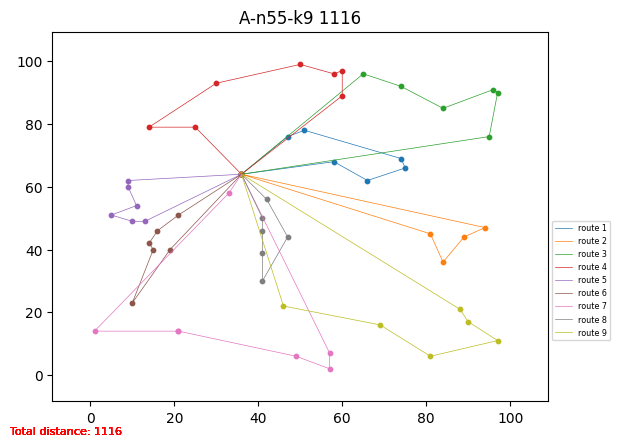 A-n55-k9 1116
100
80
60
40
20
0
0 20 40 60 80 100
route 1
route 2
route 3
route 4
route 5
route 6
route 7
route 8
route 9
Total distance: 1116